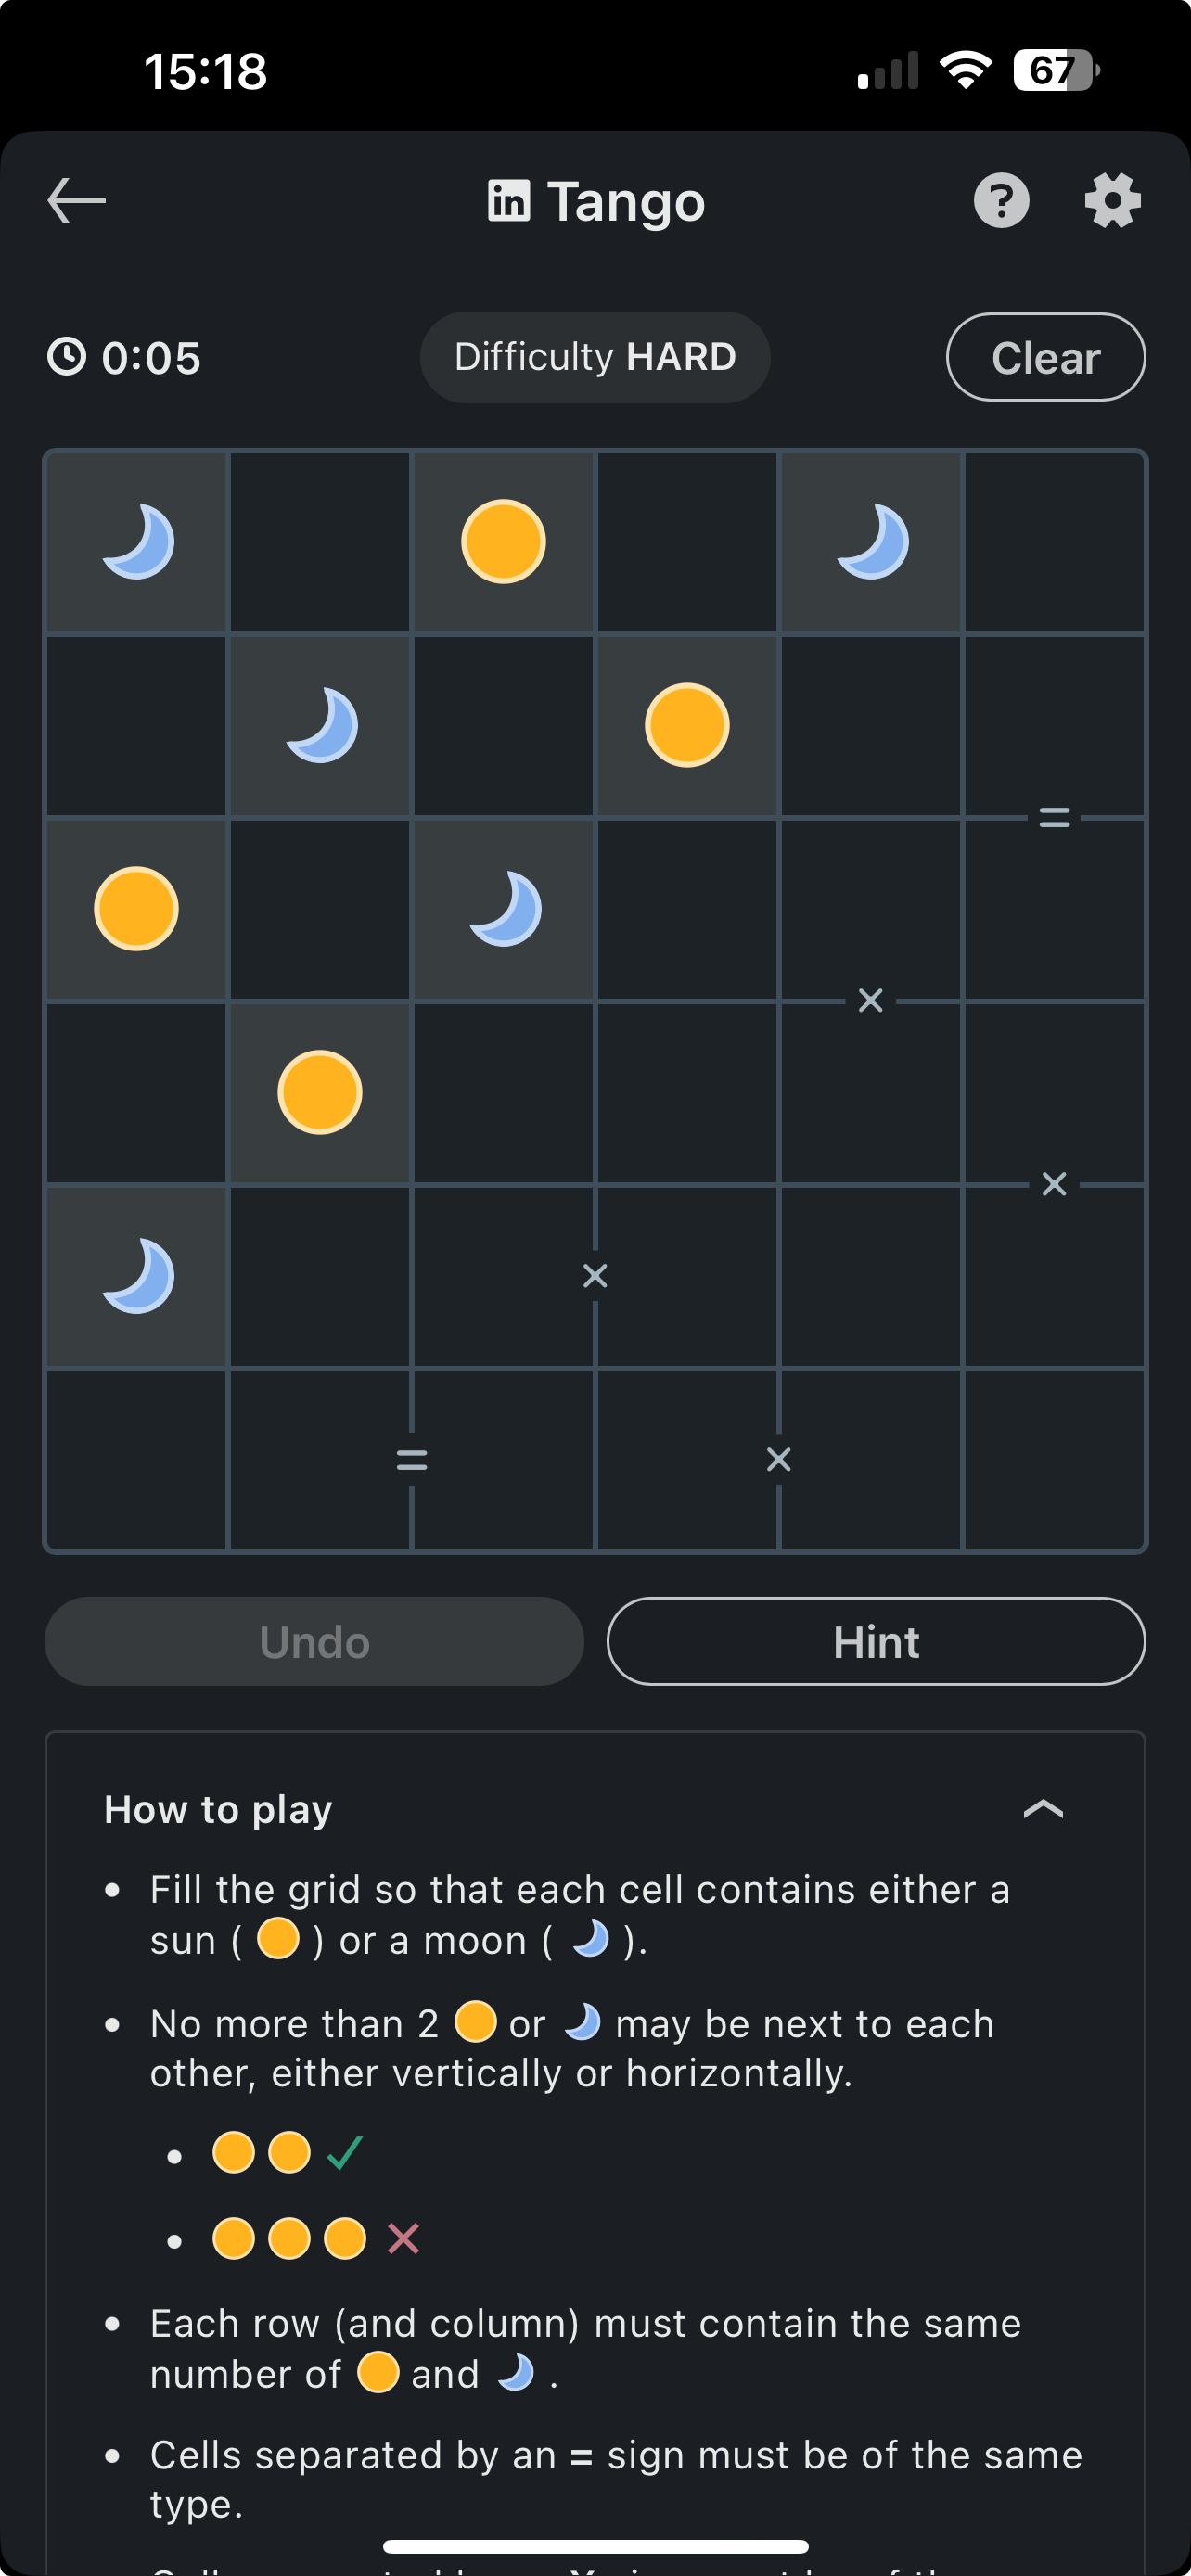 15:18
67
in Tango
?
0:05
Difficulty HARD
Clear
=
×
×
×
=
×
Undo
Hint
How to play
Fill the grid so that each cell contains either a
sun ( ) or a moon ( ).
No more than 2 or may be next to each
other, either vertically or horizontally.
Each row (and column) must contain the same
number of and .
Cells separated by an = sign must be of the same
type.